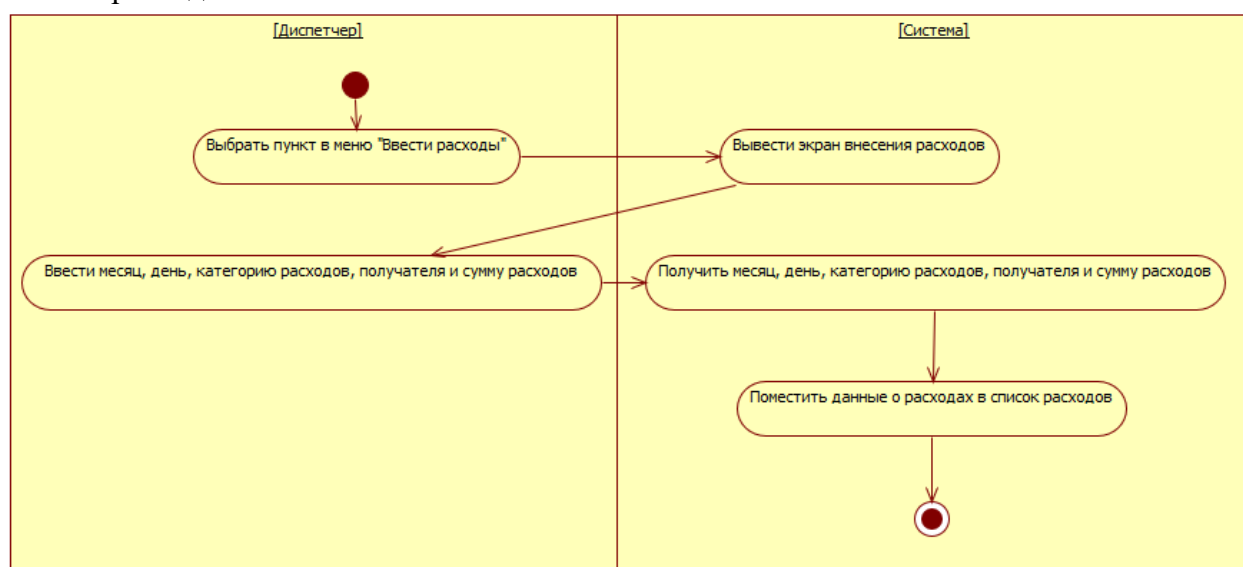 [Диспетчер]
[Система]
Выбрать пункт в меню "Ввести расходы"
Вывести экран внесения расходов
Ввести месяц, день, категорию расходов, получателя и сумму расходов
Получить месяц, день, категорию расходов, получателя и сумму расходов
Поместить данные о расходах в список расходов